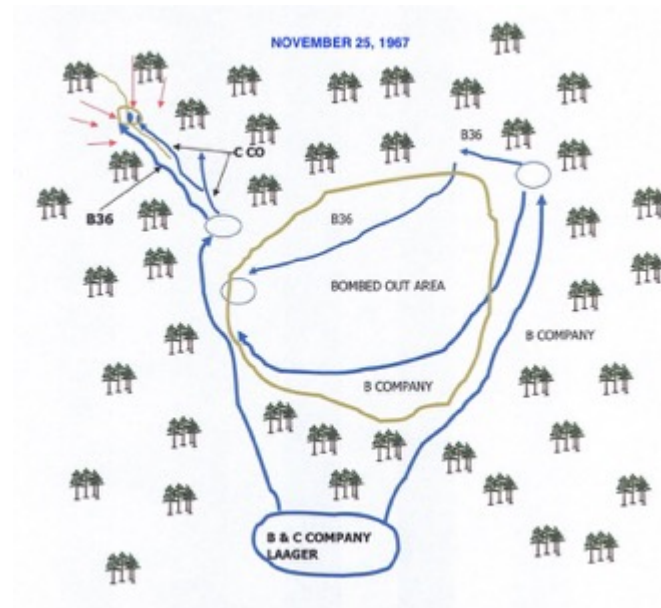 NOVEMBER 25, 1967
B36
C CO
B36
B36
BOMBED OUT AREA
B COMPANY
B COMPANY
B & C COMPANY
LAAGER